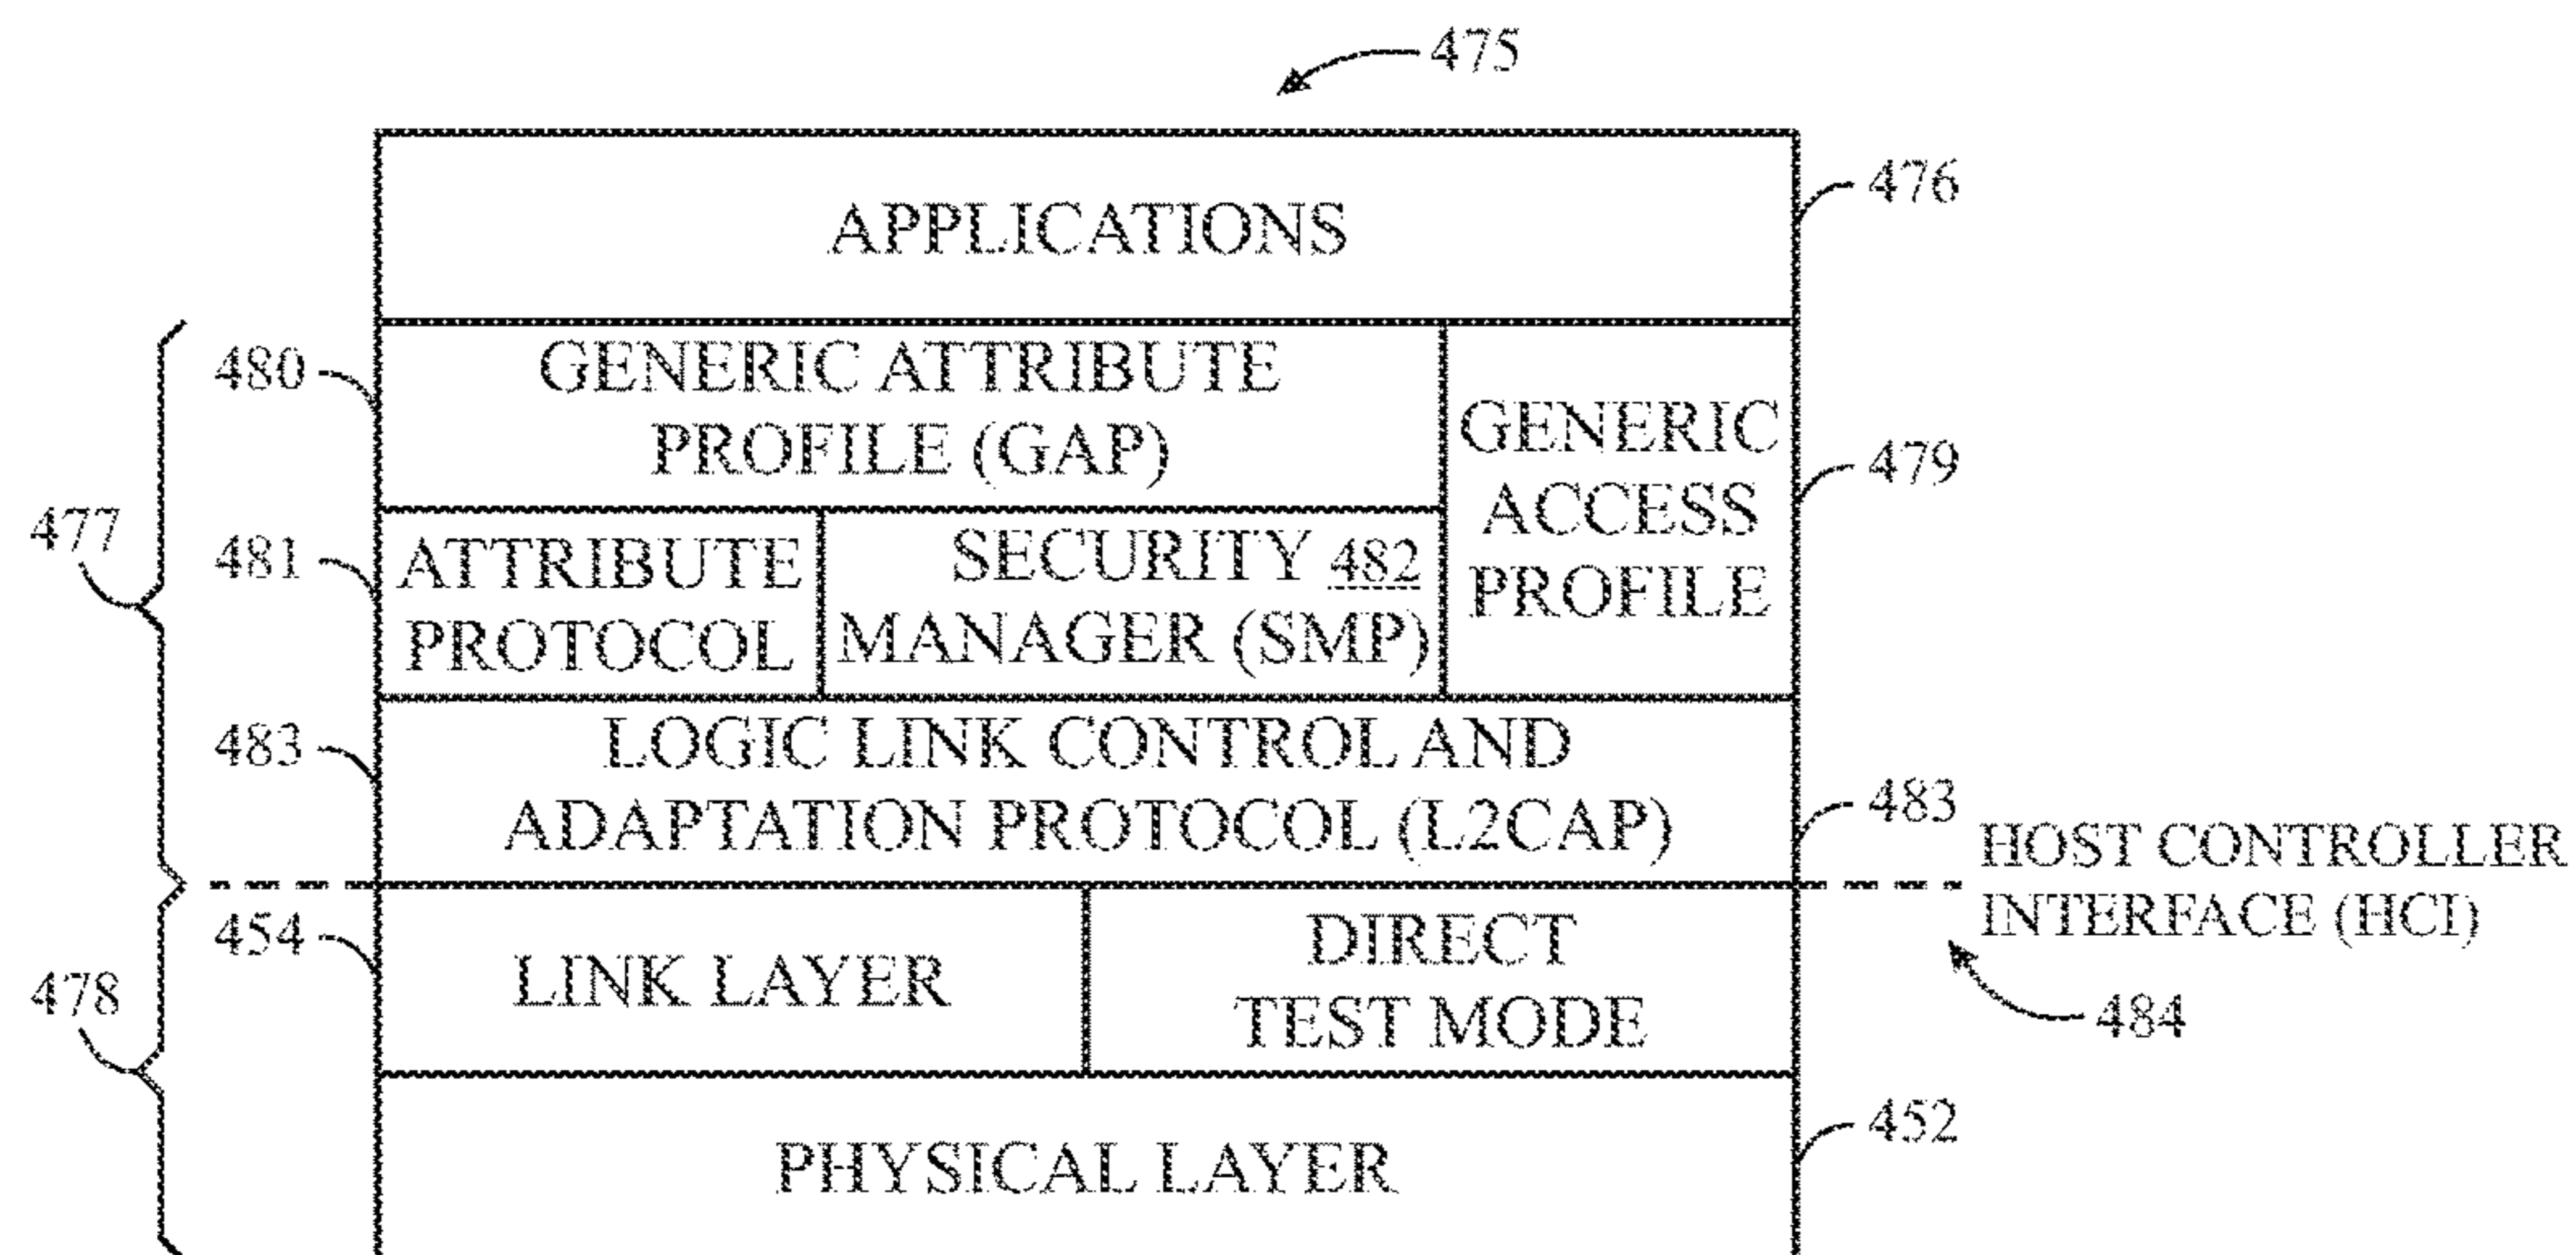 475
APPLICATIONS
476
480
GENERIC ATTRIBUTE
PROFILE (GAP)
GENERIC
ACCESS
PROFILE
479
477
481
ATTRIBUTE
PROTOCOL
SECURITY 482
MANAGER (SMP)
483
LOGIC LINK CONTROL AND
ADAPTATION PROTOCOL (L2CAP)
483
HOST CONTROLLER
INTERFACE (HCI)
484
454
LINK LAYER
DIRECT
TEST MODE
478
PHYSICAL LAYER
452